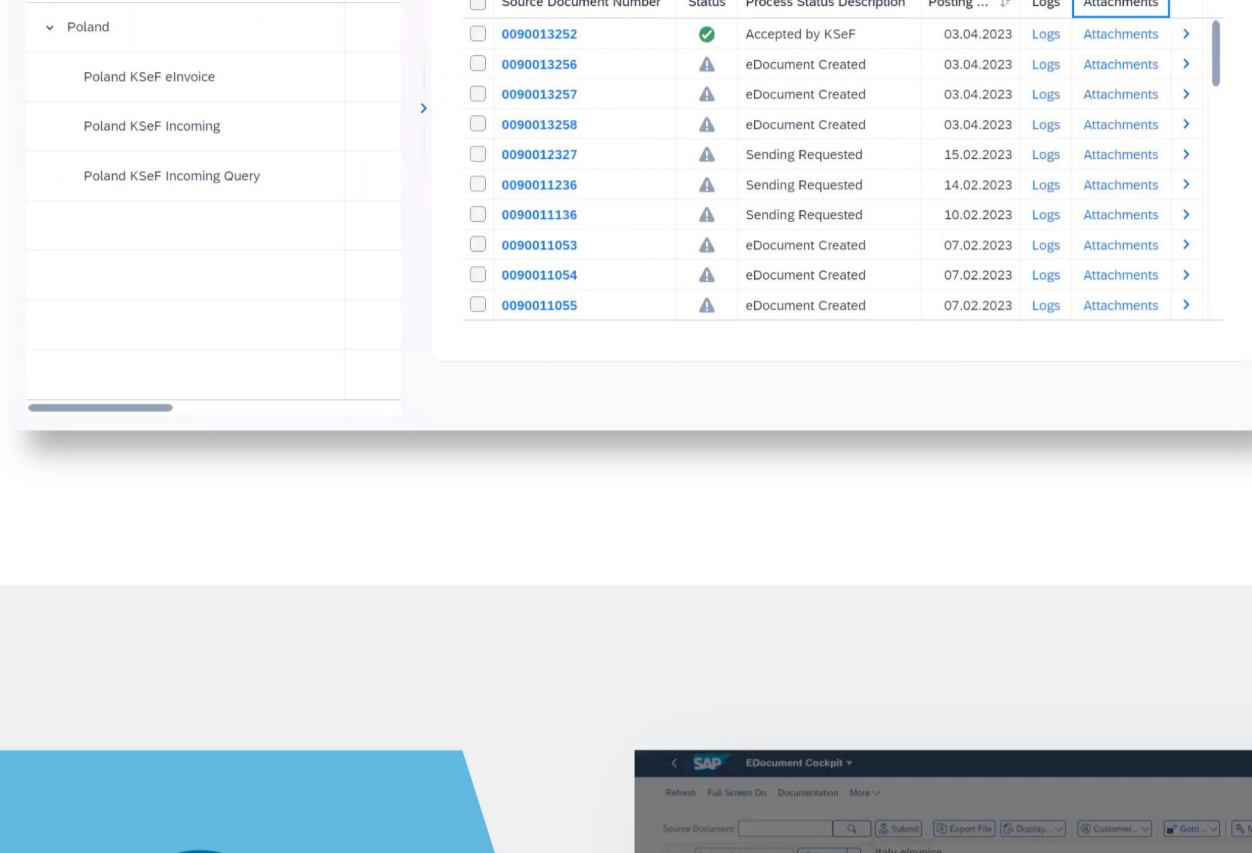 Source Document Number Status Process Status Description Posting ... Logs Attachments
Poland
Poland KSeF eInvoice
Poland KSeF Incoming
Poland KSeF Incoming Query
0090013252 Accepted by KSeF 03.04.2023 Logs Attachments
0090013256 eDocument Created 03.04.2023 Logs Attachments
0090013257 eDocument Created 03.04.2023 Logs Attachments
0090013258 eDocument Created 03.04.2023 Logs Attachments
0090012327 Sending Requested 15.02.2023 Logs Attachments
0090011236 Sending Requested 14.02.2023 Logs Attachments
0090011136 Sending Requested 10.02.2023 Logs Attachments
0090011053 eDocument Created 07.02.2023 Logs Attachments
0090011054 eDocument Created 07.02.2023 Logs Attachments
0090011055 eDocument Created 07.02.2023 Logs Attachments
SAP EDocument Cockpit
Refresh Full Screen On Documentation More
Source Document: Submit Export File Display... Customer... Goto...
Italy eInvoice